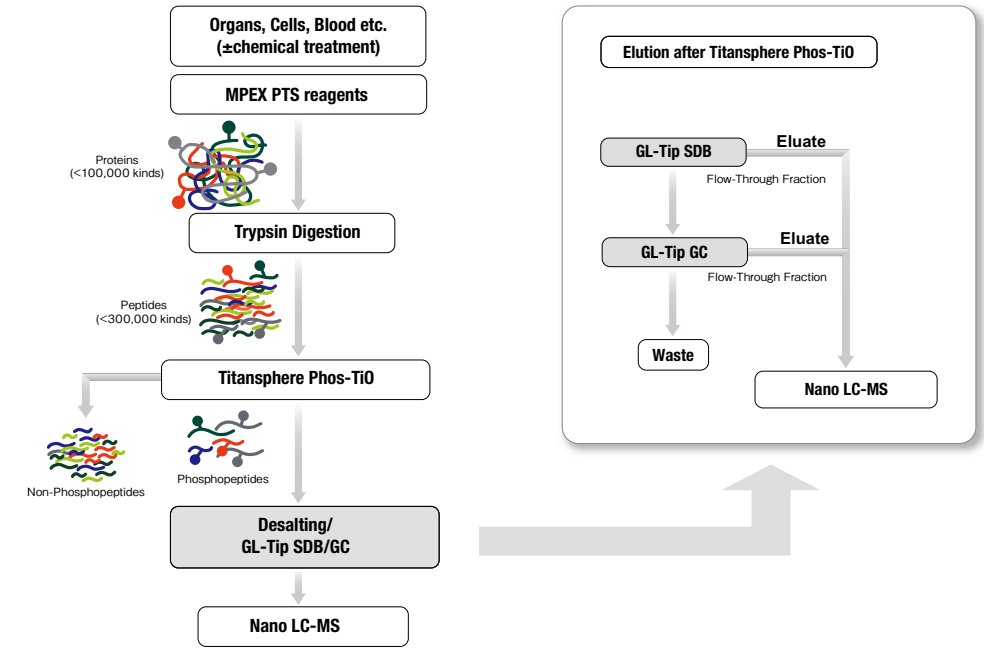 Organs, Cells, Blood etc.
(±chemical treatment)
MPEX PTS reagents
Proteins
(<100,000 kinds)
Trypsin Digestion
Peptides
(<300,000 kinds)
Titansphere Phos-TiO
Non-Phosphopeptides
Phosphopeptides
Desalting/
GL-Tip SDB/GC
Nano LC-MS
Elution after Titansphere Phos-TiO
GL-Tip SDB
Eluate
Flow-Through Fraction
GL-Tip GC
Eluate
Flow-Through Fraction
Waste
Nano LC-MS